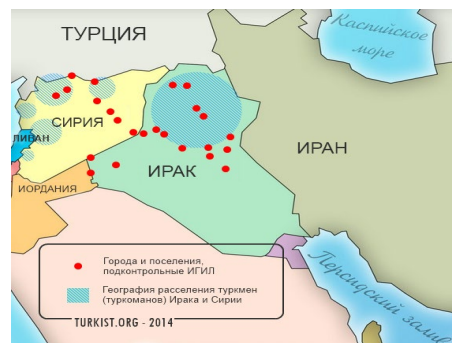 ТУРЦИЯ
Каспийское
море
СИРИЯ
ЛИВАН
ИРАН
ИРАК
ИОРДАНИЯ
Города и поселения,
подконтрольные ИГИЛ
География расселения туркмен
(туркоманов) Ирака и Сирии
Персидский залив
TURKIST.ORG - 2014